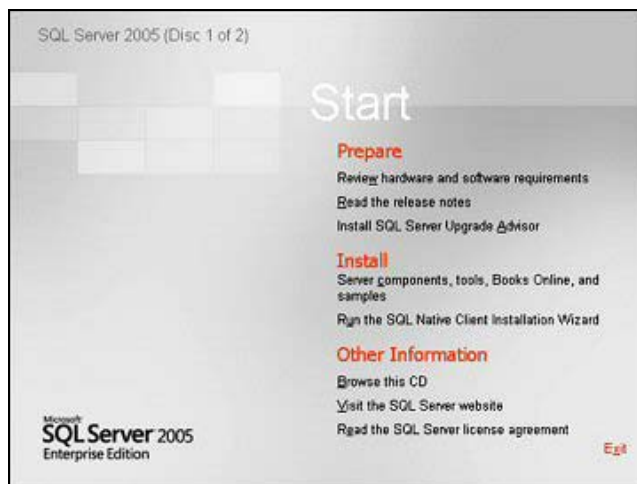 SQL Server 2005 (Disc 1 of 2)
Start
Prepare
Review hardware and software requirements
Read the release notes
Install SQL Server Upgrade Advisor
Install
Server components, tools, Books Online, and
samples
Run the SQL Native Client Installation Wizard
Other Information
Browse this CD
Visit the SQL Server website
Read the SQL Server license agreement
Exit
Microsoft
SQL Server 2005
Enterprise Edition